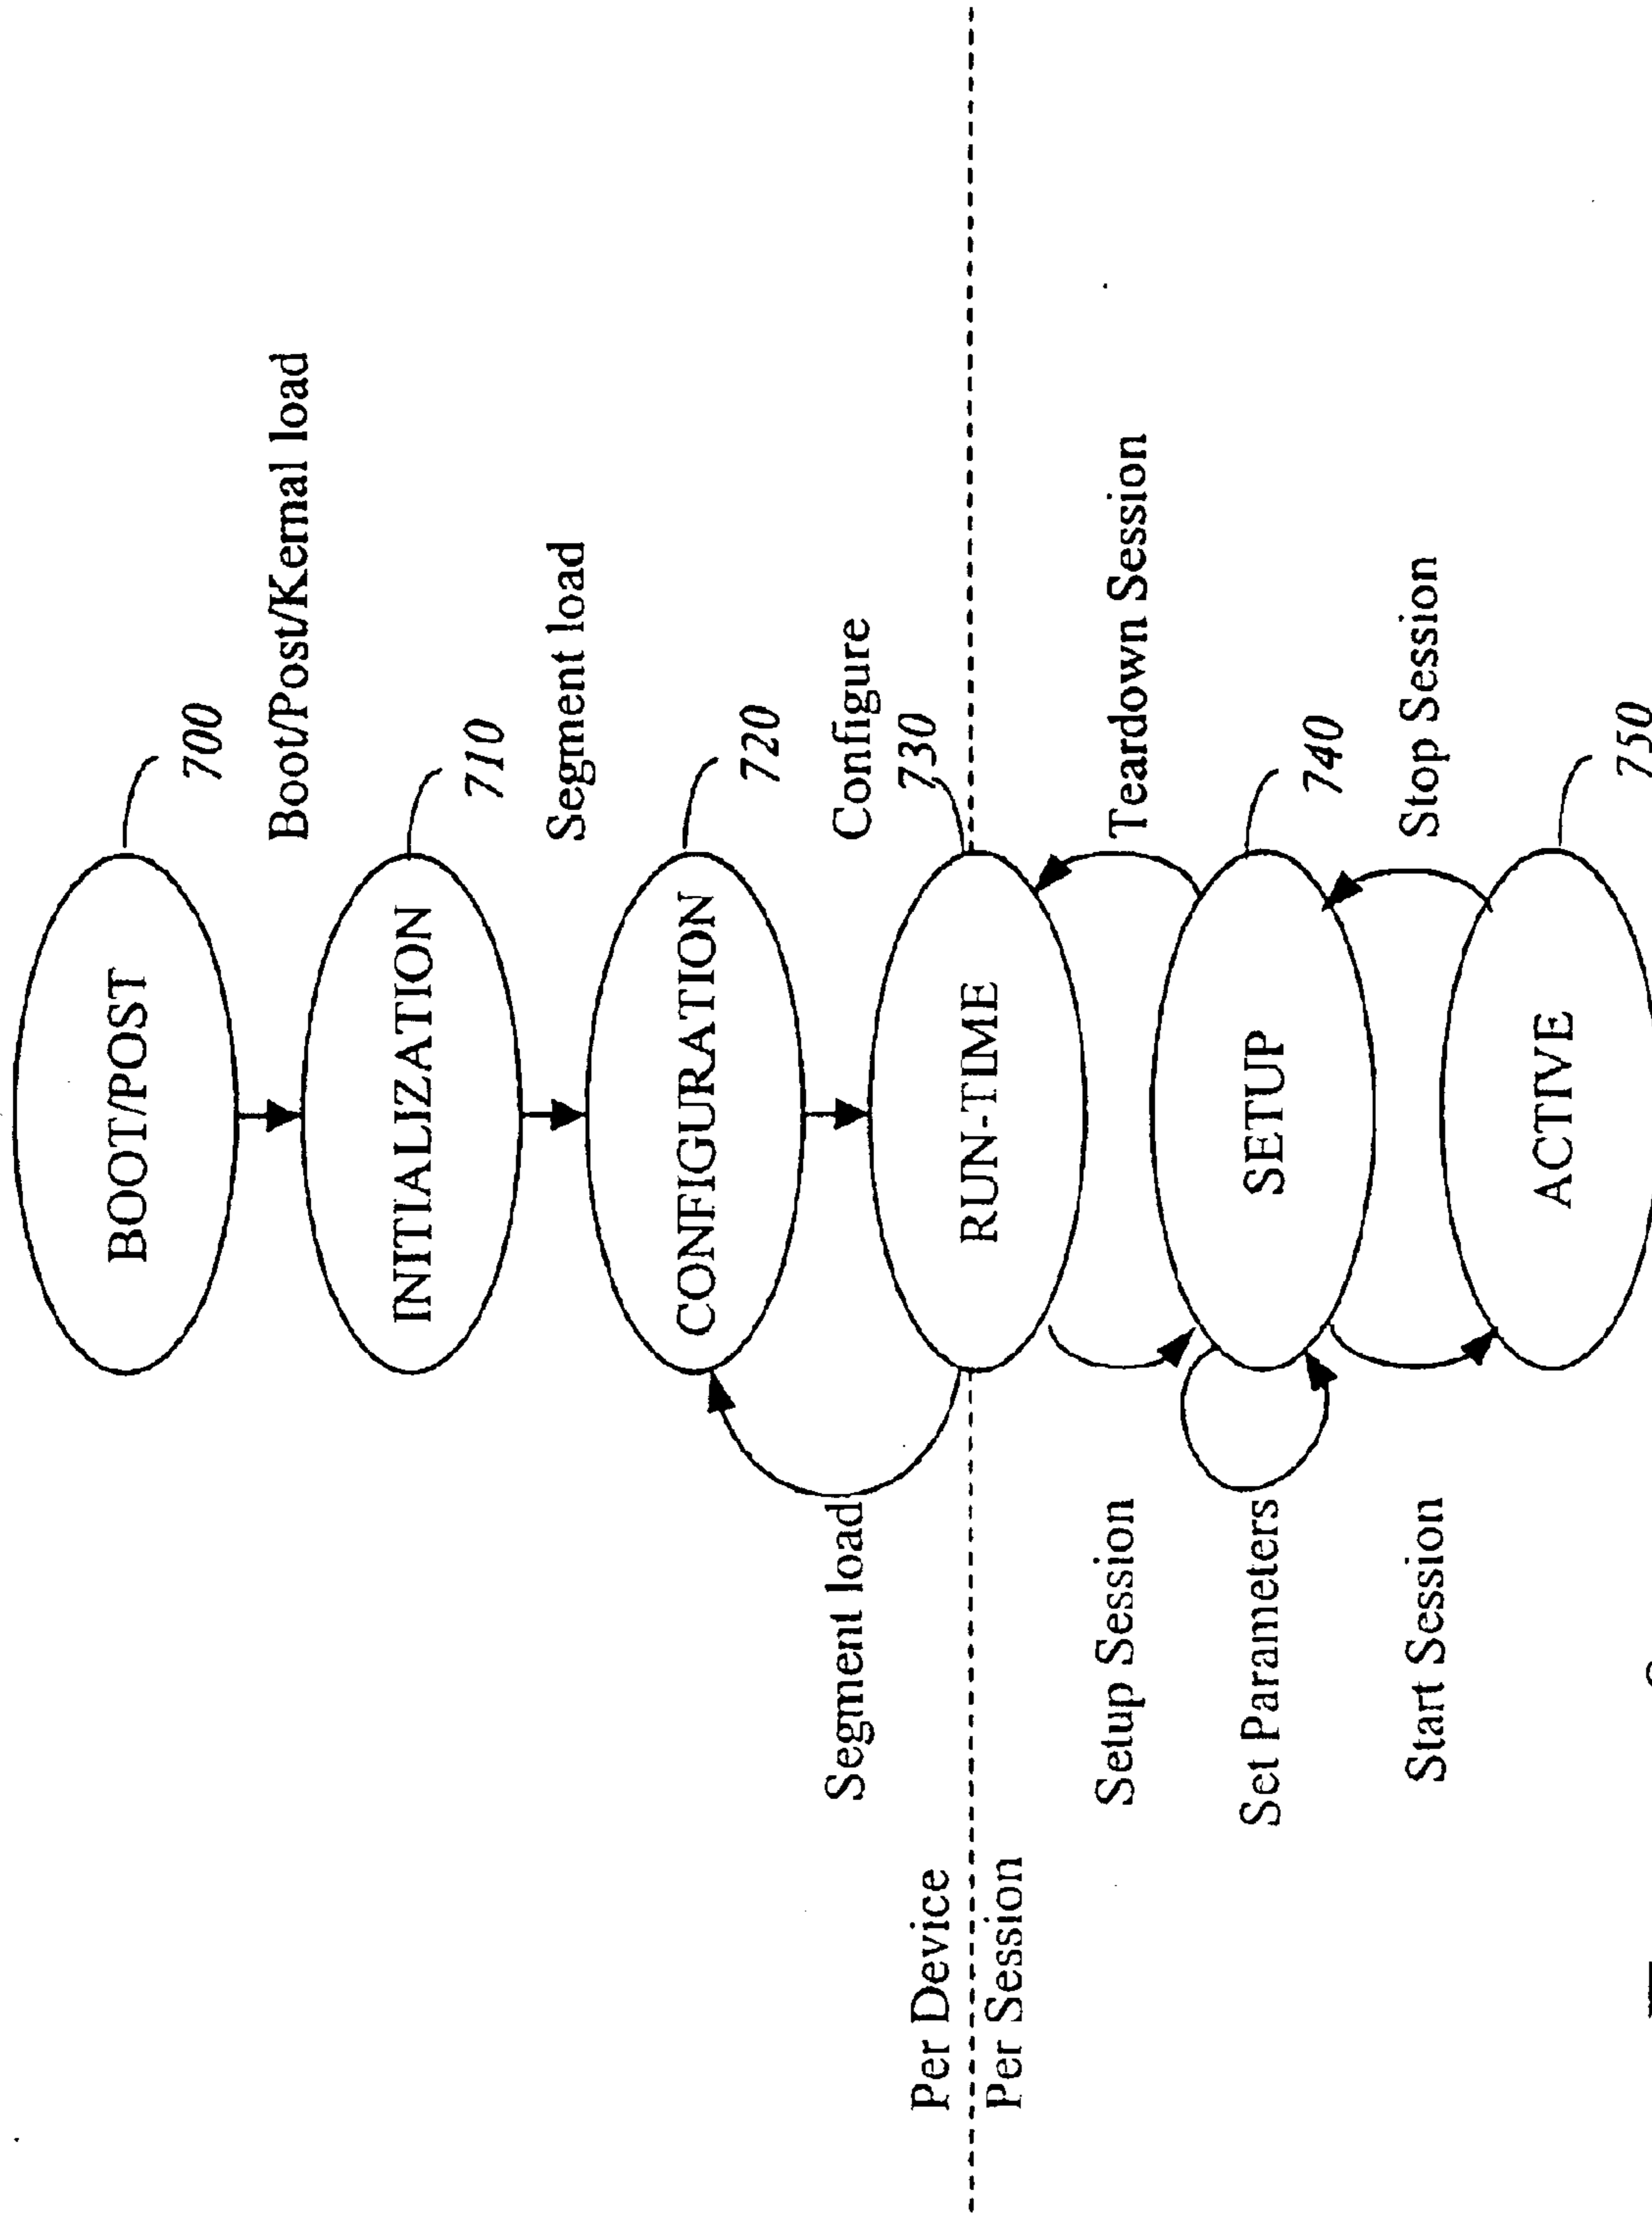 BOOT/POST
700
Boot/Post/Kernal load
INITIALIZATION
710
Segment load
CONFIGURATION
720
Configure
Segment load
730
RUN-TIME
Per Device
Per Session
Setup Session
Teardown Session
SETUP
740
Set Parameters
Start Session
Stop Session
ACTIVE
750